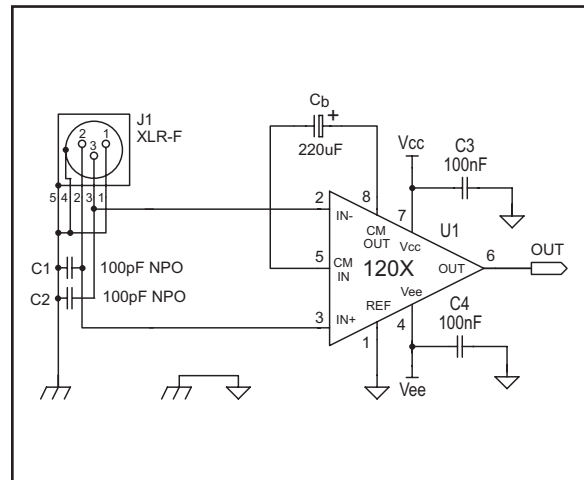 J1
XLR-F
2
1
3
5
4
2
3
1
C1
100pF NPO
C2
100pF NPO
Cb
+
220uF
Vcc
C3
100nF
8
7
U1
2
IN-
CM
OUT
Vcc
5
CM
IN
120X
OUT
6
OUT
REF
Vee
3
IN+
1
4
C4
100nF
Vee